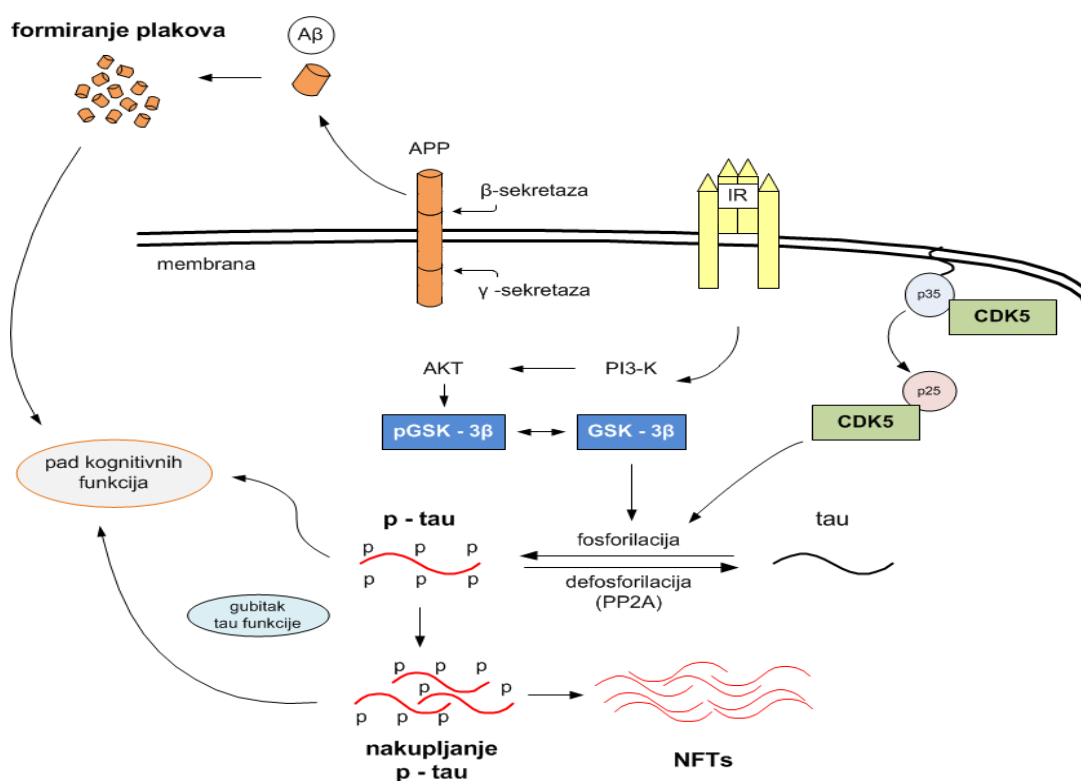 formiranje plakova
Aβ
APP
β-sekretaza
IR
membrana
γ -sekretaza
p35
CDK5
AKT
PI3-K
p25
CDK5
pGSK - 3β
GSK - 3β
pad kognitivnih
funkcija
p - tau
tau
fosforilacija
p p p
p p p
defosforilacija
(PP2A)
gubitak
tau funkcije
p p p
p p
p p p p
nakupljanje
p - tau
NFTs